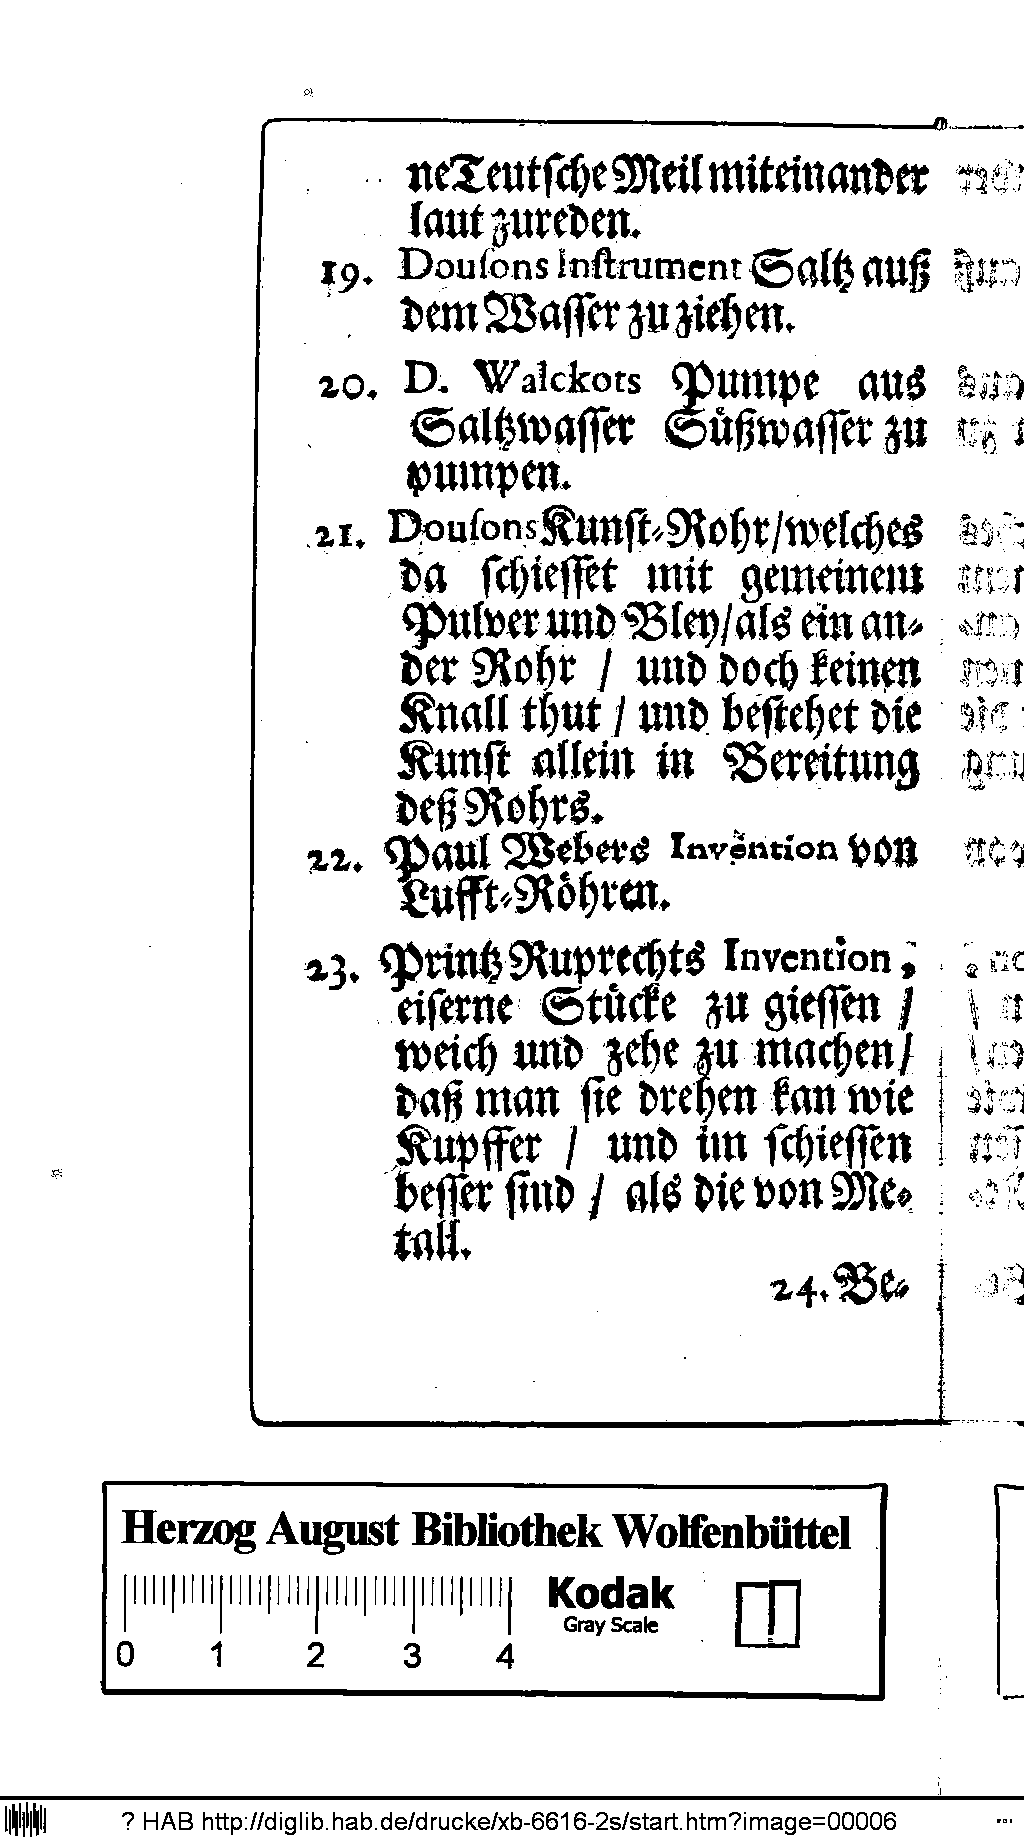 ne Teutsche Meil miteinander
laut zureden.
19. Douſons Inſtrument Saltz auß
dem Waſſer zu ziehen.
20. D. Walckots Pumpe aus
Saltzwaſſer Süßwaſſer zu
pumpen.
21. Douſons Kunſt-Rohr/welches
da ſchieſſet mit gemeinem
Pulver und Bley/als ein an-
der Rohr / und doch keinen
Knall thut / und beſtehet die
Kunſt allein in Bereitung
deß Rohrs.
22. Paul Webers Invention von
Lufft-Röhren.
23. Printz Ruprechts Invention,
eiſerne Stücke zu gieſſen /
weich und zehe zu machen/
daß man ſie drehen kan wie
Kupffer / und im ſchieſſen
beſſer ſind / als die von Me-
tall.
24. Be-
Herzog August Bibliothek Wolfenbüttel
Kodak
Gray Scale
0 1 2 3 4
? HAB http://diglib.hab.de/drucke/xb-6616-2s/start.htm?image=00006